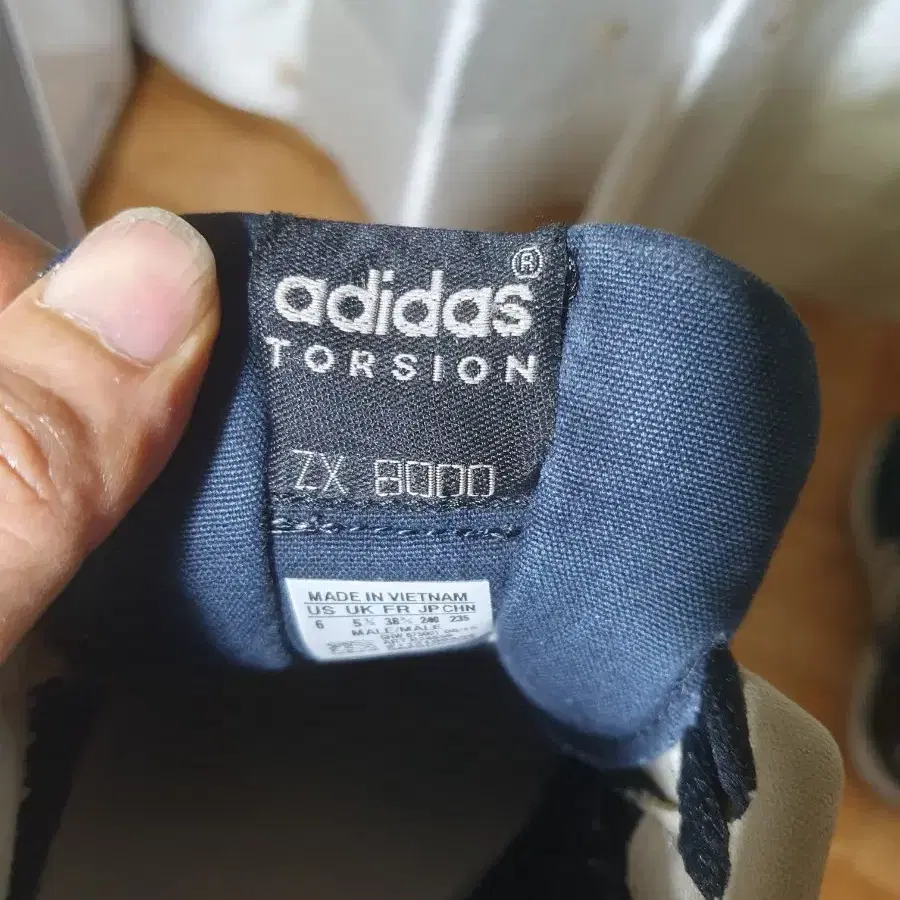 adidas®
TORSION
ZX 8000
MADE IN VIETNAM
US UK FR JP CHN
6 5½ 38⅔ 240 235
MALE/MALE